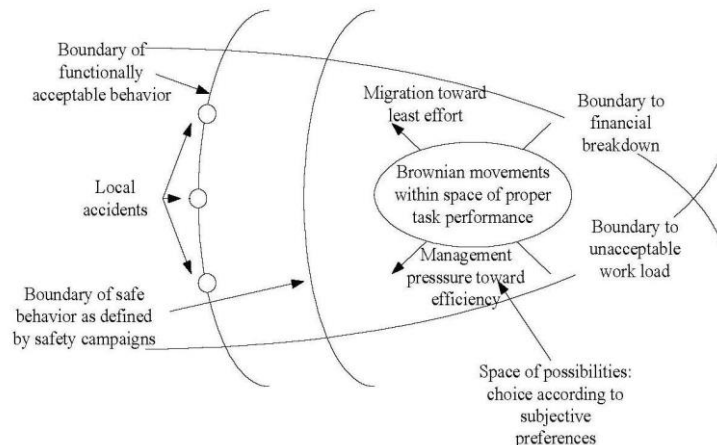 Boundary of
functionally
acceptable behavior
Migration toward
least effort
Boundary to
financial
breakdown
Brownian movements
within space of proper
task performance
Local
accidents
Boundary to
unacceptable
work load
Management
presssure toward
efficiency
Boundary of safe
behavior as defined
by safety campaigns
Space of possibilities:
choice according to
subjective
preferences